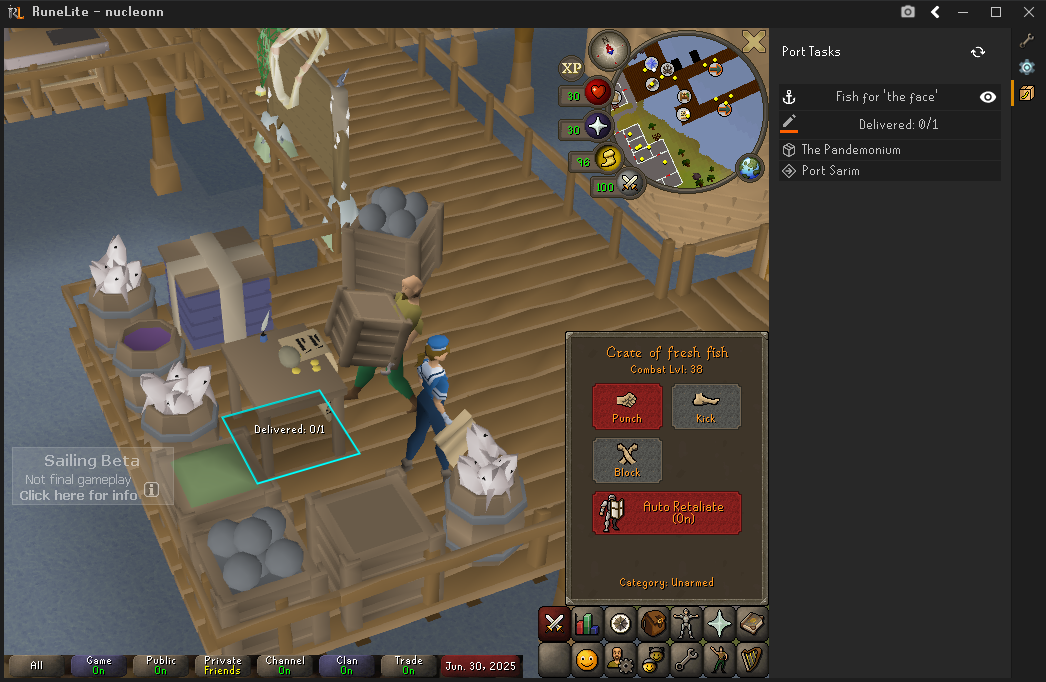 RuneLite - nucleonn
XP
30
30
96
100
Port Tasks
Fish for 'the face'
Delivered: 0/1
The Pandemonium
Port Sarim
Delivered: 0/1
Sailing Beta
Not final gameplay
Click here for info
Crate of fresh fish
Combat Lvl: 38
Punch
Kick
Block
Auto Retaliate
(On)
Category: Unarmed
All
Game
On
Public
On
Private
Friends
Channel
On
Clan
On
Trade
On
Jun. 30, 2025